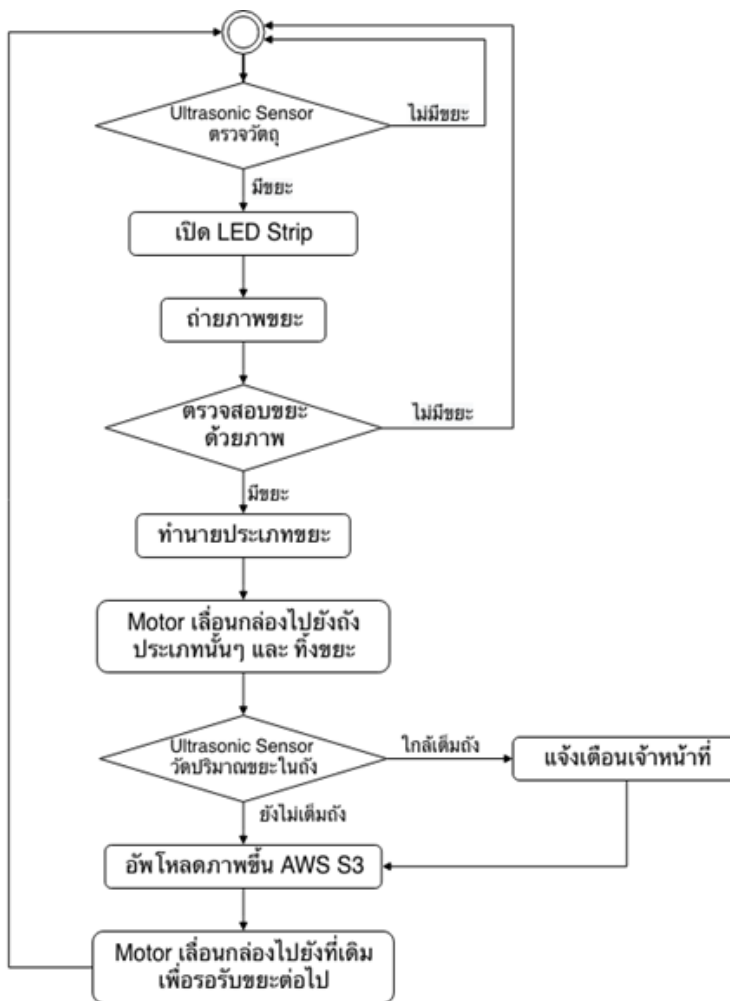 Ultrasonic Sensor
ตรวจวัตถุ
ไม่มีขยะ
มีขยะ
เปิด LED Strip
ถ่ายภาพขยะ
ตรวจสอบขยะ
ด้วยภาพ
ไม่มีขยะ
มีขยะ
ทำนายประเภทขยะ
Motor เลื่อนกล่องไปยังถัง
ประเภทนั้นๆ และ ทิ้งขยะ
Ultrasonic Sensor
วัดปริมาณขยะในถัง
ใกล้เต็มถัง
แจ้งเตือนเจ้าหน้าที่
ยังไม่เต็มถัง
อัพโหลดภาพขึ้น AWS S3
Motor เลื่อนกล่องไปยังที่เดิม
เพื่อรอรับขยะต่อไป